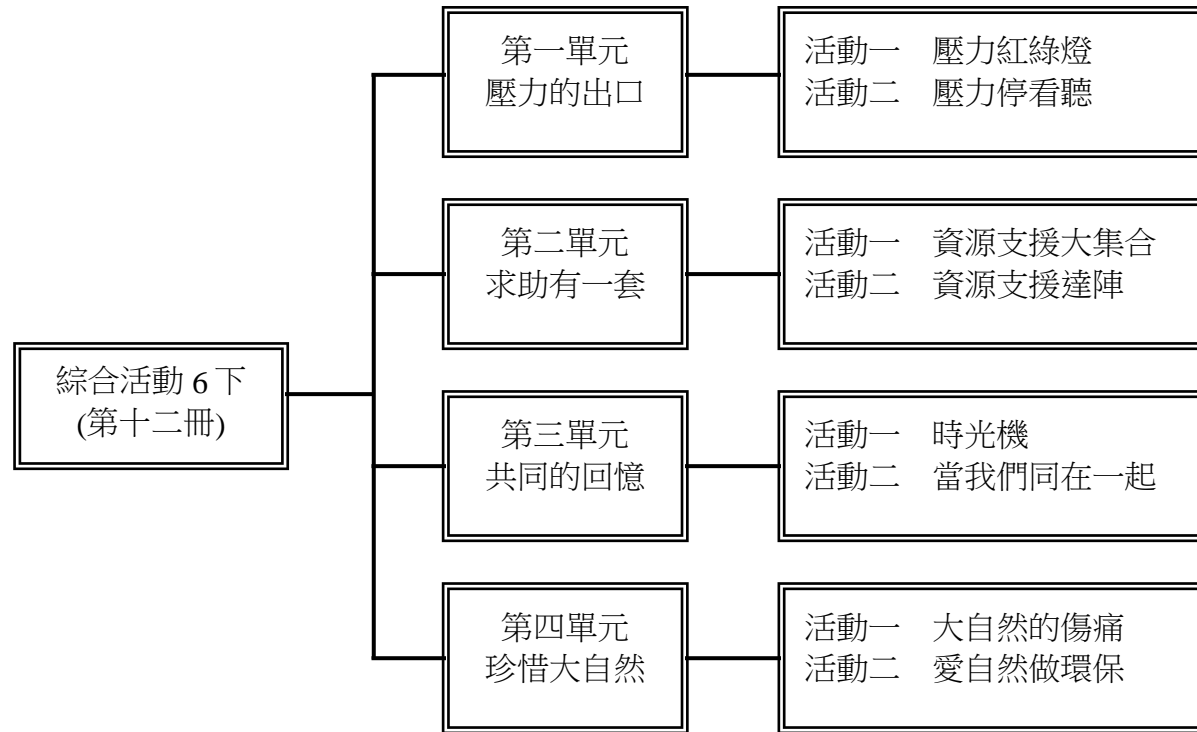 綜合活動 6 下
(第十二冊)
第一單元
壓力的出口
活動一　壓力紅綠燈
活動二　壓力停看聽
第二單元
求助有一套
活動一　資源支援大集合
活動二　資源支援達陣
第三單元
共同的回憶
活動一　時光機
活動二　當我們同在一起
第四單元
珍惜大自然
活動一　大自然的傷痛
活動二　愛自然做環保